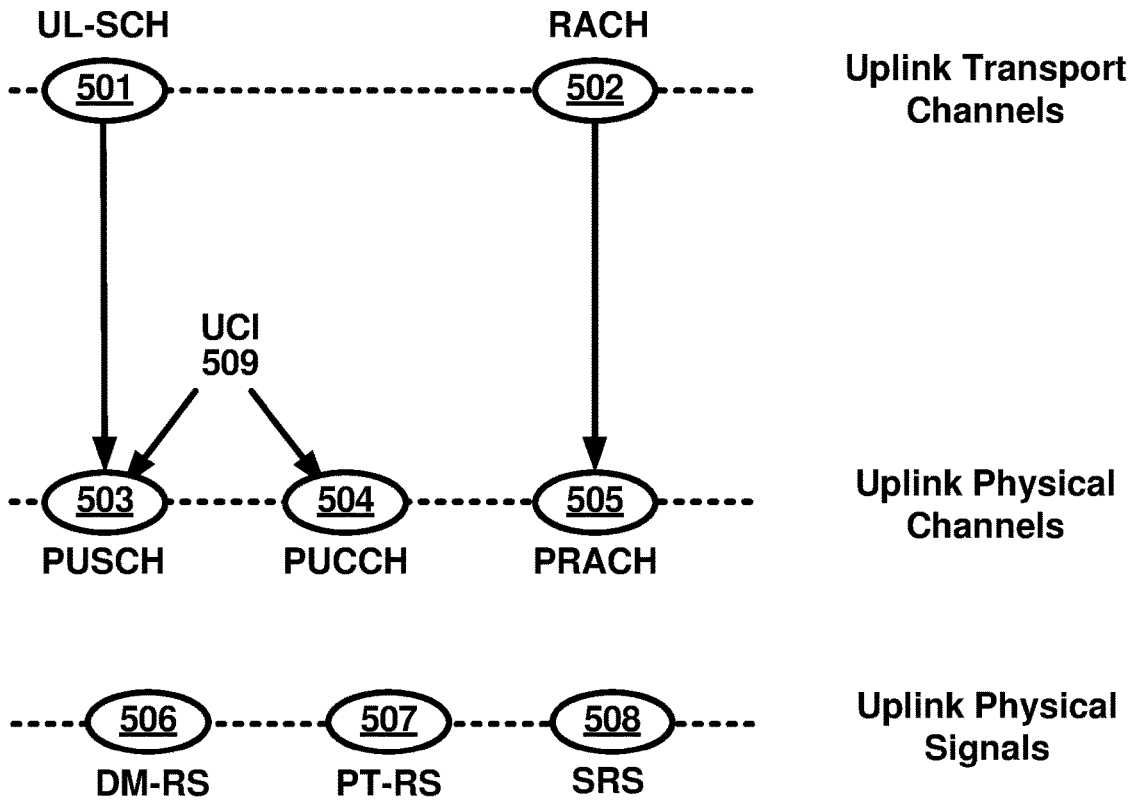 UL-SCH
RACH
501
502
Uplink Transport
Channels
UCI
509
503
504
505
Uplink Physical
Channels
PUSCH
PUCCH
PRACH
506
507
508
Uplink Physical
Signals
DM-RS
PT-RS
SRS